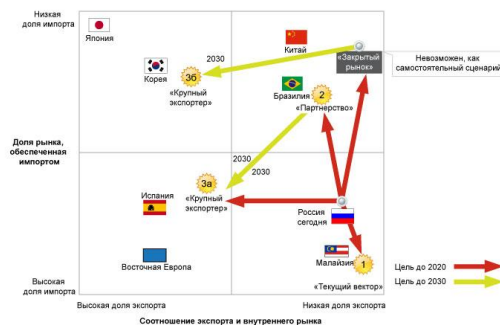 Низкая
доля импорта
Япония
Корея
2030
3б
«Крупный
экспортер»
Китай
«Закрытый
рынок»
Невозможен, как
самостоятельный сценарий
Бразилия
2
«Партнерство»
Доля рынка,
обеспеченная
импортом
2030
2030
3а
Испания
«Крупный
экспортер»
Россия
сегодня
Восточная Европа
Малайзия
1
«Текущий вектор»
Цель до 2020
Цель до 2030
Высокая
доля импорта
Высокая доля экспорта
Низкая доля экспорта
Соотношение экспорта и внутреннего рынка